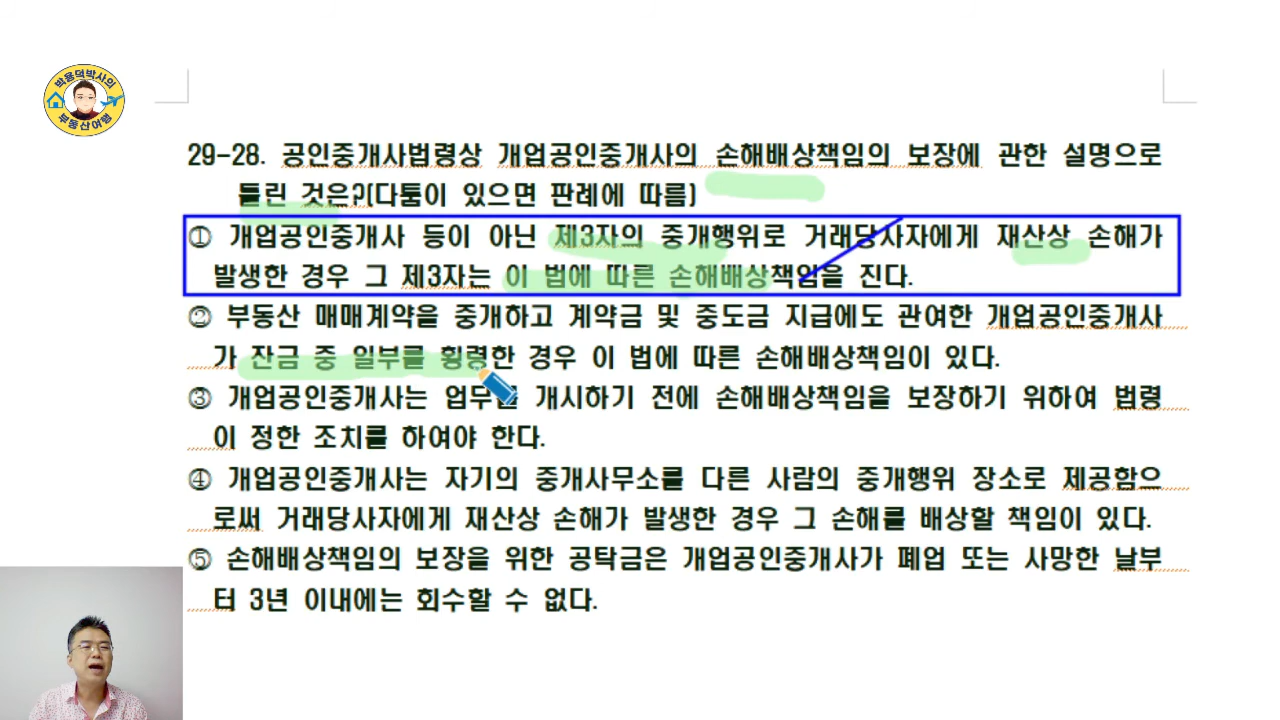 박용덕박사의
부동산여행
29-28. 공인중개사법령상 개업공인중개사의 손해배상책임의 보장에 관한 설명으로
틀린 것은?(다툼이 있으면 판례에 따름)
① 개업공인중개사 등이 아닌 제3자의 중개행위로 거래당사자에게 재산상 손해가
발생한 경우 그 제3자는 이 법에 따른 손해배상책임을 진다.
② 부동산 매매계약을 중개하고 계약금 및 중도금 지급에도 관여한 개업공인중개사
가 잔금 중 일부를 횡령한 경우 이 법에 따른 손해배상책임이 있다.
③ 개업공인중개사는 업무를 개시하기 전에 손해배상책임을 보장하기 위하여 법령
이 정한 조치를 하여야 한다.
④ 개업공인중개사는 자기의 중개사무소를 다른 사람의 중개행위 장소로 제공함으
로써 거래당사자에게 재산상 손해가 발생한 경우 그 손해를 배상할 책임이 있다.
⑤ 손해배상책임의 보장을 위한 공탁금은 개업공인중개사가 폐업 또는 사망한 날부
터 3년 이내에는 회수할 수 없다.